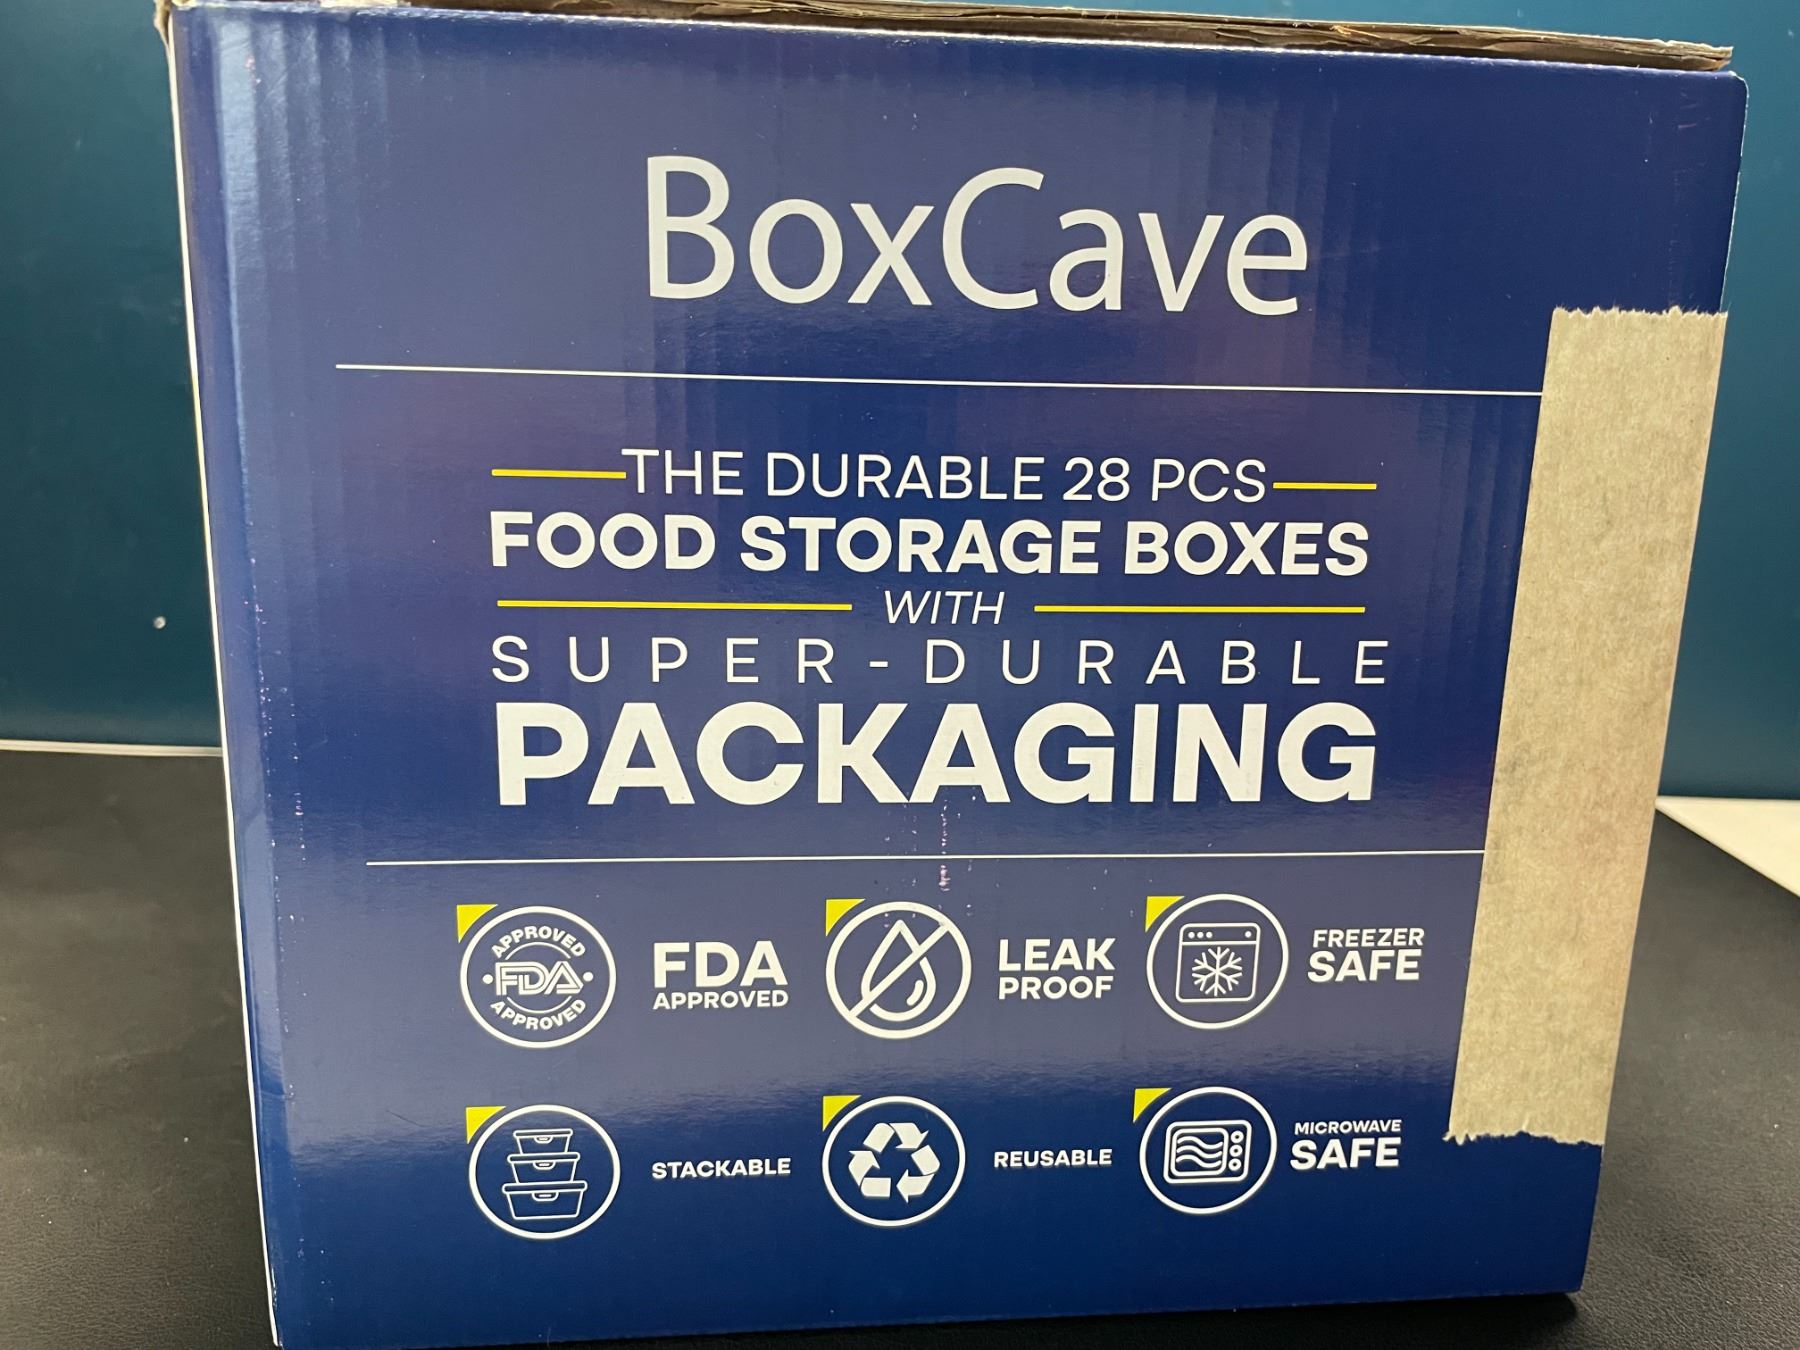 BoxCave
THE DURABLE 28 PCS
FOOD STORAGE BOXES
WITH
SUPER-DURABLE
PACKAGING
APPROVED
FDA
APPROVED
FDA
APPROVED
LEAK
PROOF
FREEZER
SAFE
STACKABLE
REUSABLE
MICROWAVE
SAFE